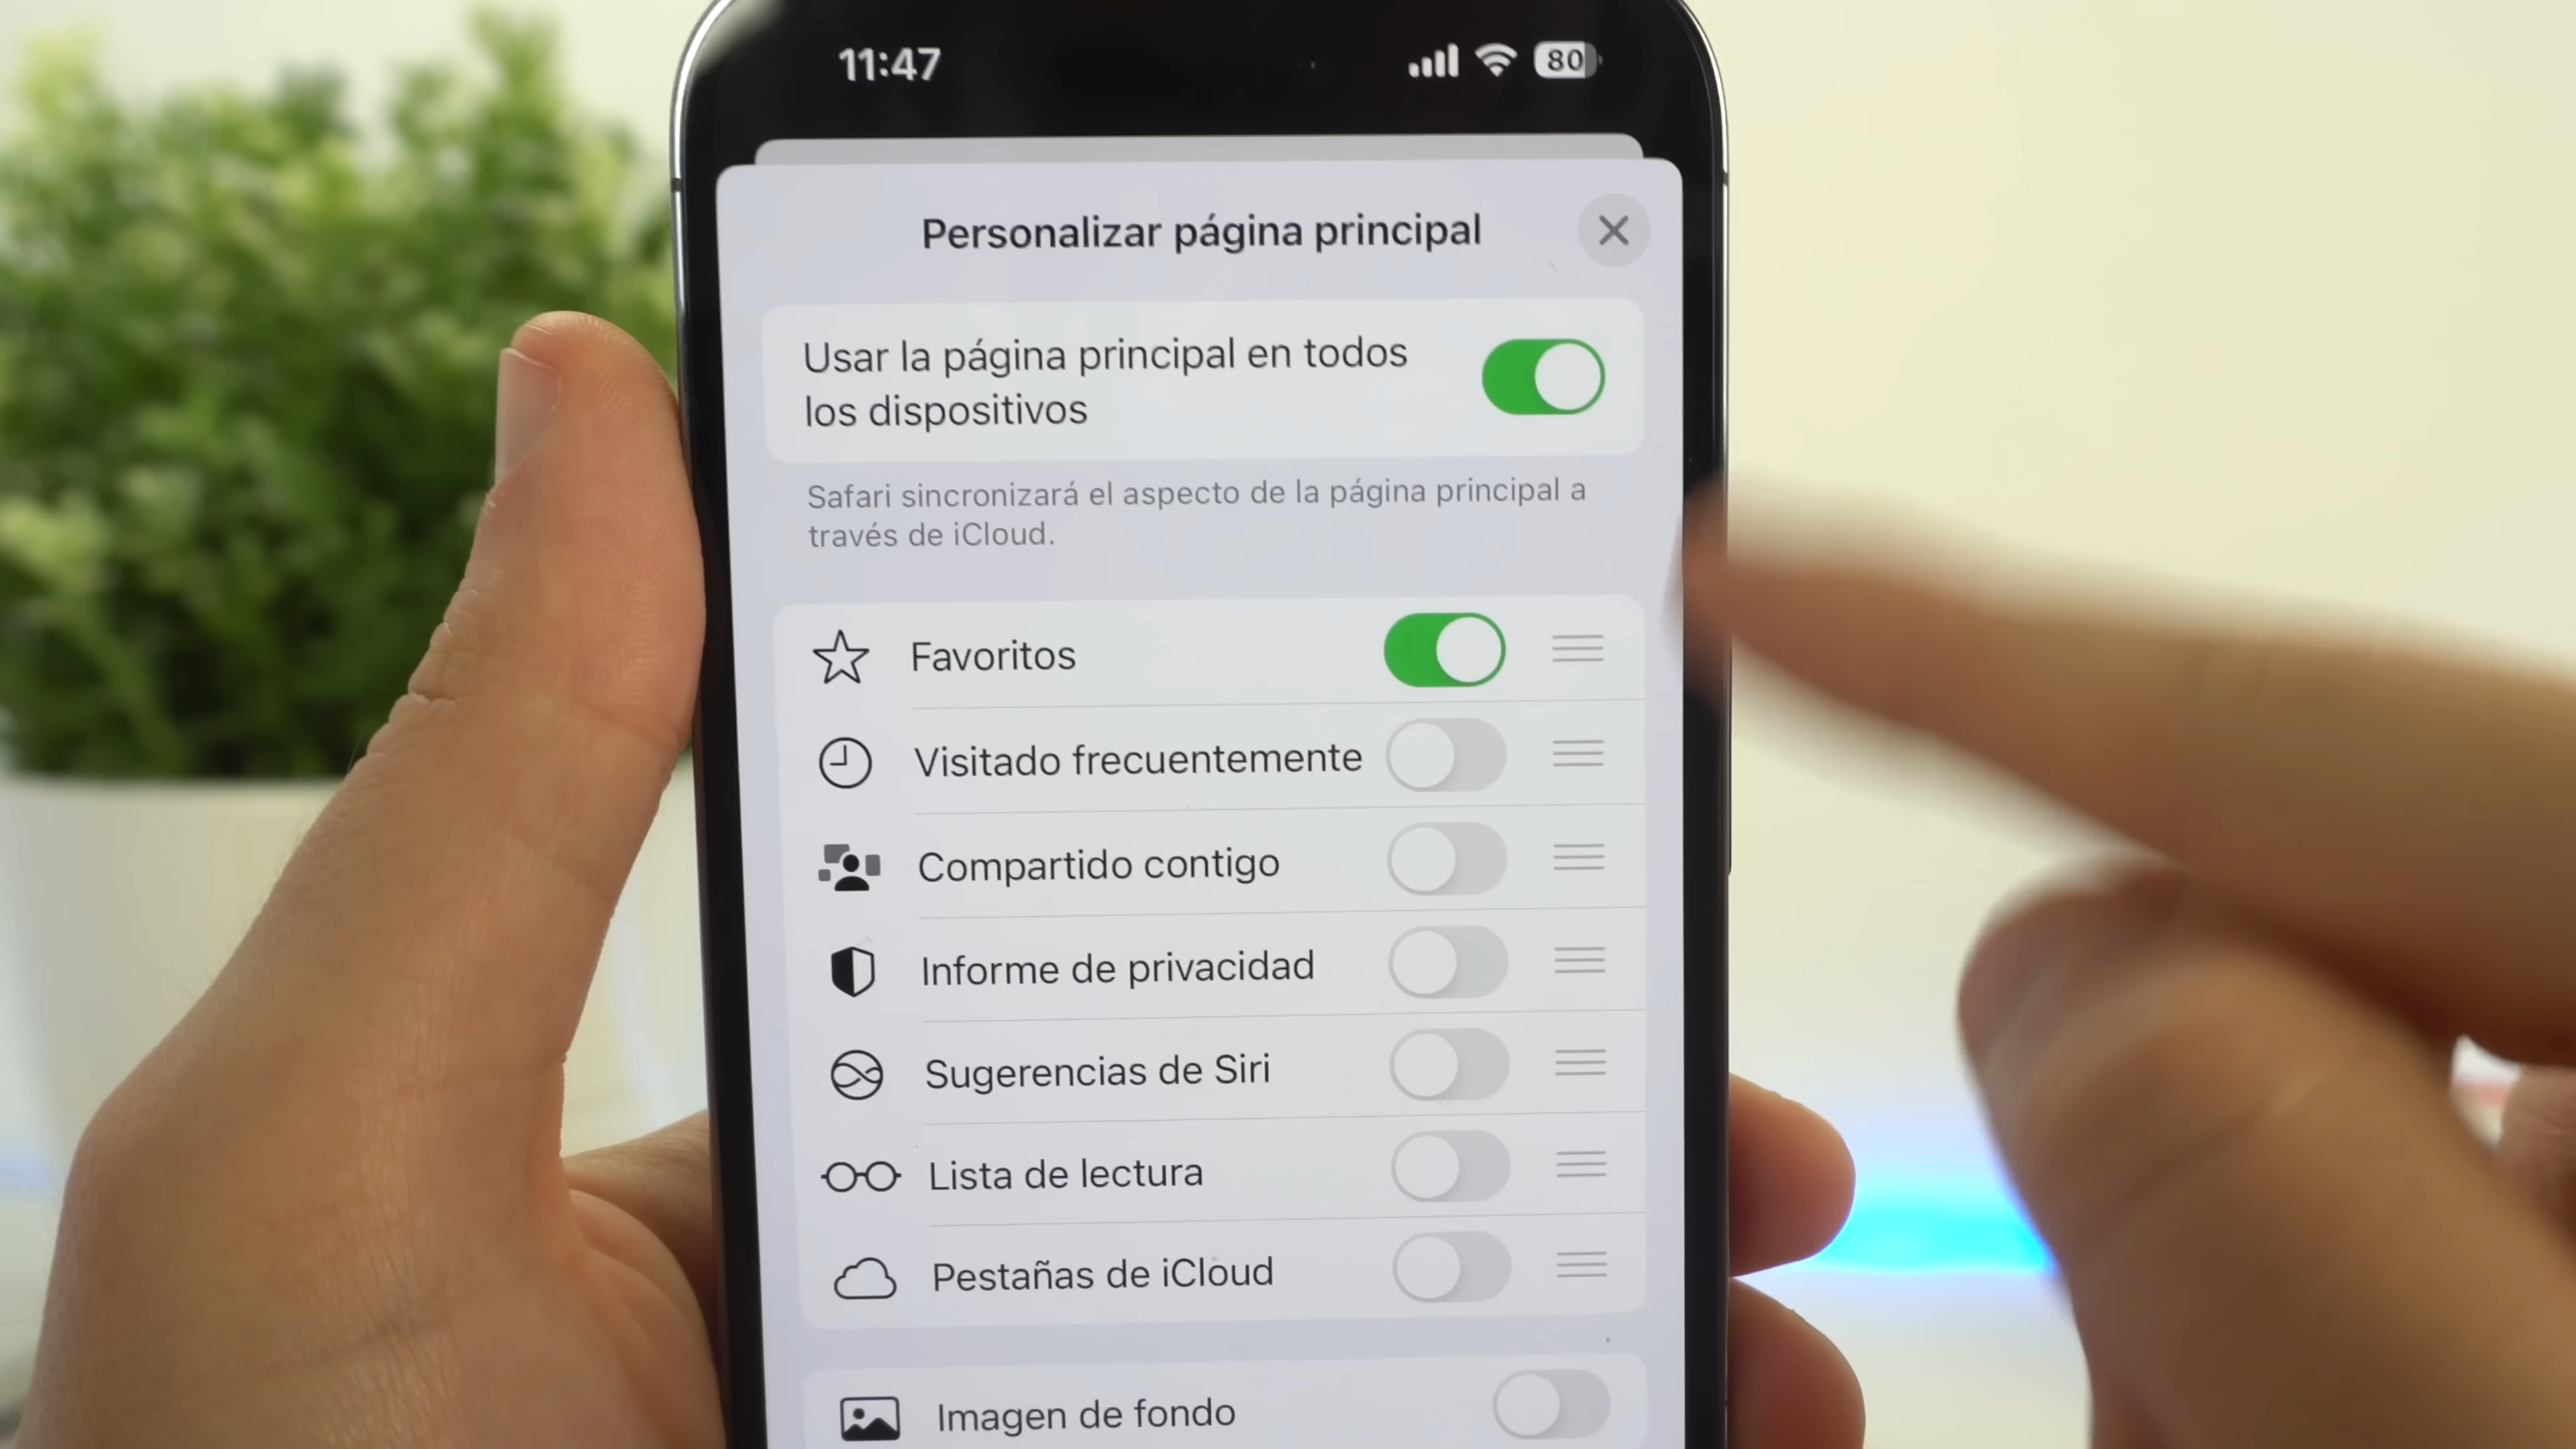 11:47
80
Personalizar página principal
Usar la página principal en todos
los dispositivos
Safari sincronizará el aspecto de la página principal a
través de iCloud.
Favoritos
Visitado frecuentemente
Compartido contigo
Informe de privacidad
Sugerencias de Siri
Lista de lectura
Pestañas de iCloud
Imagen de fondo